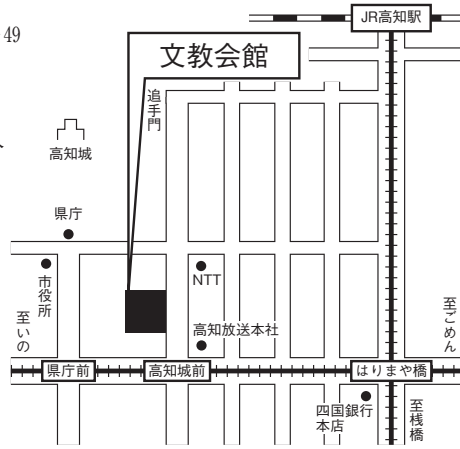 49
JR高知駅
文教会館
追手門
高知城
県庁
市役所
NTT
至いの
高知放送本社
至ごめん
県庁前
高知城前
はりまや橋
四国銀行
本店
至桟橋